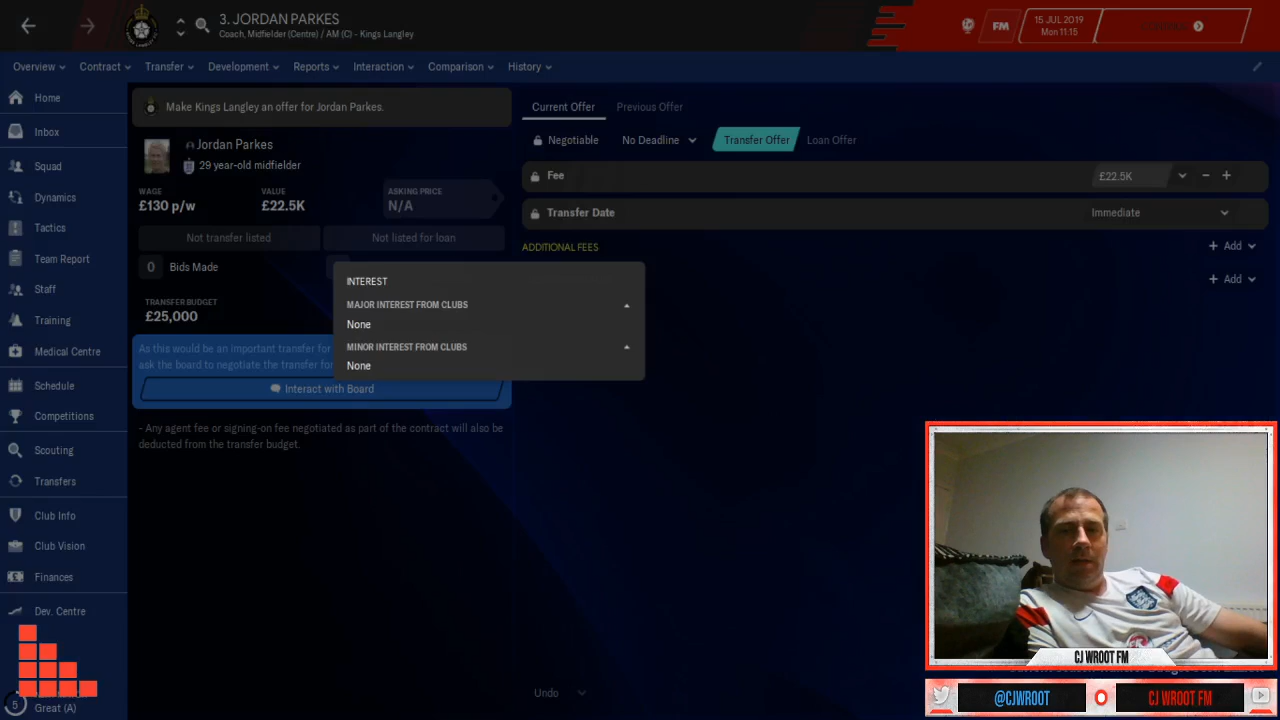 3. JORDAN PARKES
Coach, Midfielder (Centre) / AM (C) - Kings Langley
FM
15 JUL 2019
Mon 11:15
Overview
Contract
Transfer
Development
Reports
Interaction
Comparison
History
Home
Inbox
Squad
Dynamics
Tactics
Team Report
Staff
Training
Medical Centre
Schedule
Competitions
Scouting
Transfers
Club Info
Club Vision
Finances
Dev. Centre
5
Great (A)
Make Kings Langley an offer for Jordan Parkes.
Jordan Parkes
29 year-old midfielder
WAGE
£130 p/w
VALUE
£22.5K
ASKING PRICE
N/A
Not transfer listed
Not listed for loan
0 Bids Made
TRANSFER BUDGET
£25,000
As this would be an important transfer for
ask the board to negotiate the transfer for
Interact with Board
- Any agent fee or signing-on fee negotiated as part of the contract will also be
deducted from the transfer budget.
INTEREST
MAJOR INTEREST FROM CLUBS
None
MINOR INTEREST FROM CLUBS
None
Current Offer
Previous Offer
Negotiable
No Deadline
Transfer Offer
Loan Offer
Fee
£22.5K
Transfer Date
Immediate
ADDITIONAL FEES
+ Add
+ Add
Undo
CJ WROOT FM
@CJWROOT
CJ WROOT FM